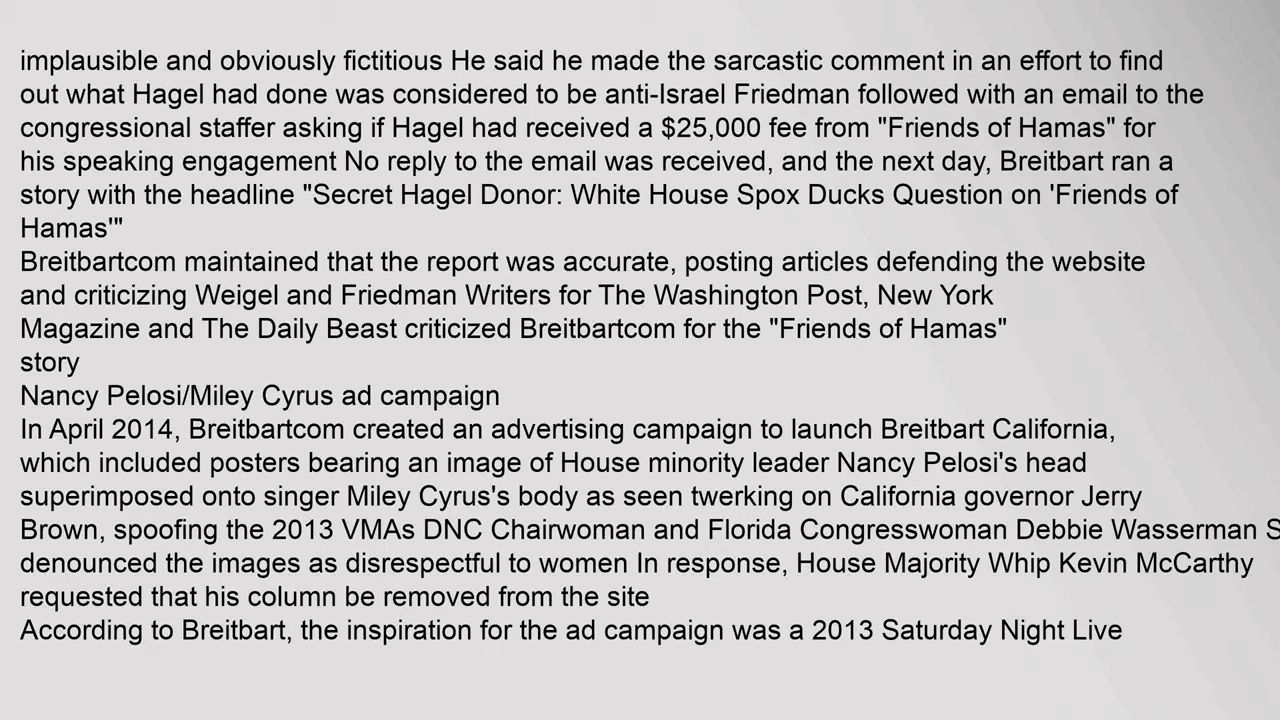 implausible and obviously fictitious He said he made the sarcastic comment in an effort to find
out what Hagel had done was considered to be anti-Israel Friedman followed with an email to the
congressional staffer asking if Hagel had received a $25,000 fee from "Friends of Hamas" for
his speaking engagement No reply to the email was received, and the next day, Breitbart ran a
story with the headline "Secret Hagel Donor: White House Spox Ducks Question on 'Friends of
Hamas'"
Breitbartcom maintained that the report was accurate, posting articles defending the website
and criticizing Weigel and Friedman Writers for The Washington Post, New York
Magazine and The Daily Beast criticized Breitbartcom for the "Friends of Hamas"
story
Nancy Pelosi/Miley Cyrus ad campaign
In April 2014, Breitbartcom created an advertising campaign to launch Breitbart California,
which included posters bearing an image of House minority leader Nancy Pelosi's head
superimposed onto singer Miley Cyrus's body as seen twerking on California governor Jerry
Brown, spoofing the 2013 VMAs DNC Chairwoman and Florida Congresswoman Debbie Wasserman S
denounced the images as disrespectful to women In response, House Majority Whip Kevin McCarthy
requested that his column be removed from the site
According to Breitbart, the inspiration for the ad campaign was a 2013 Saturday Night Live